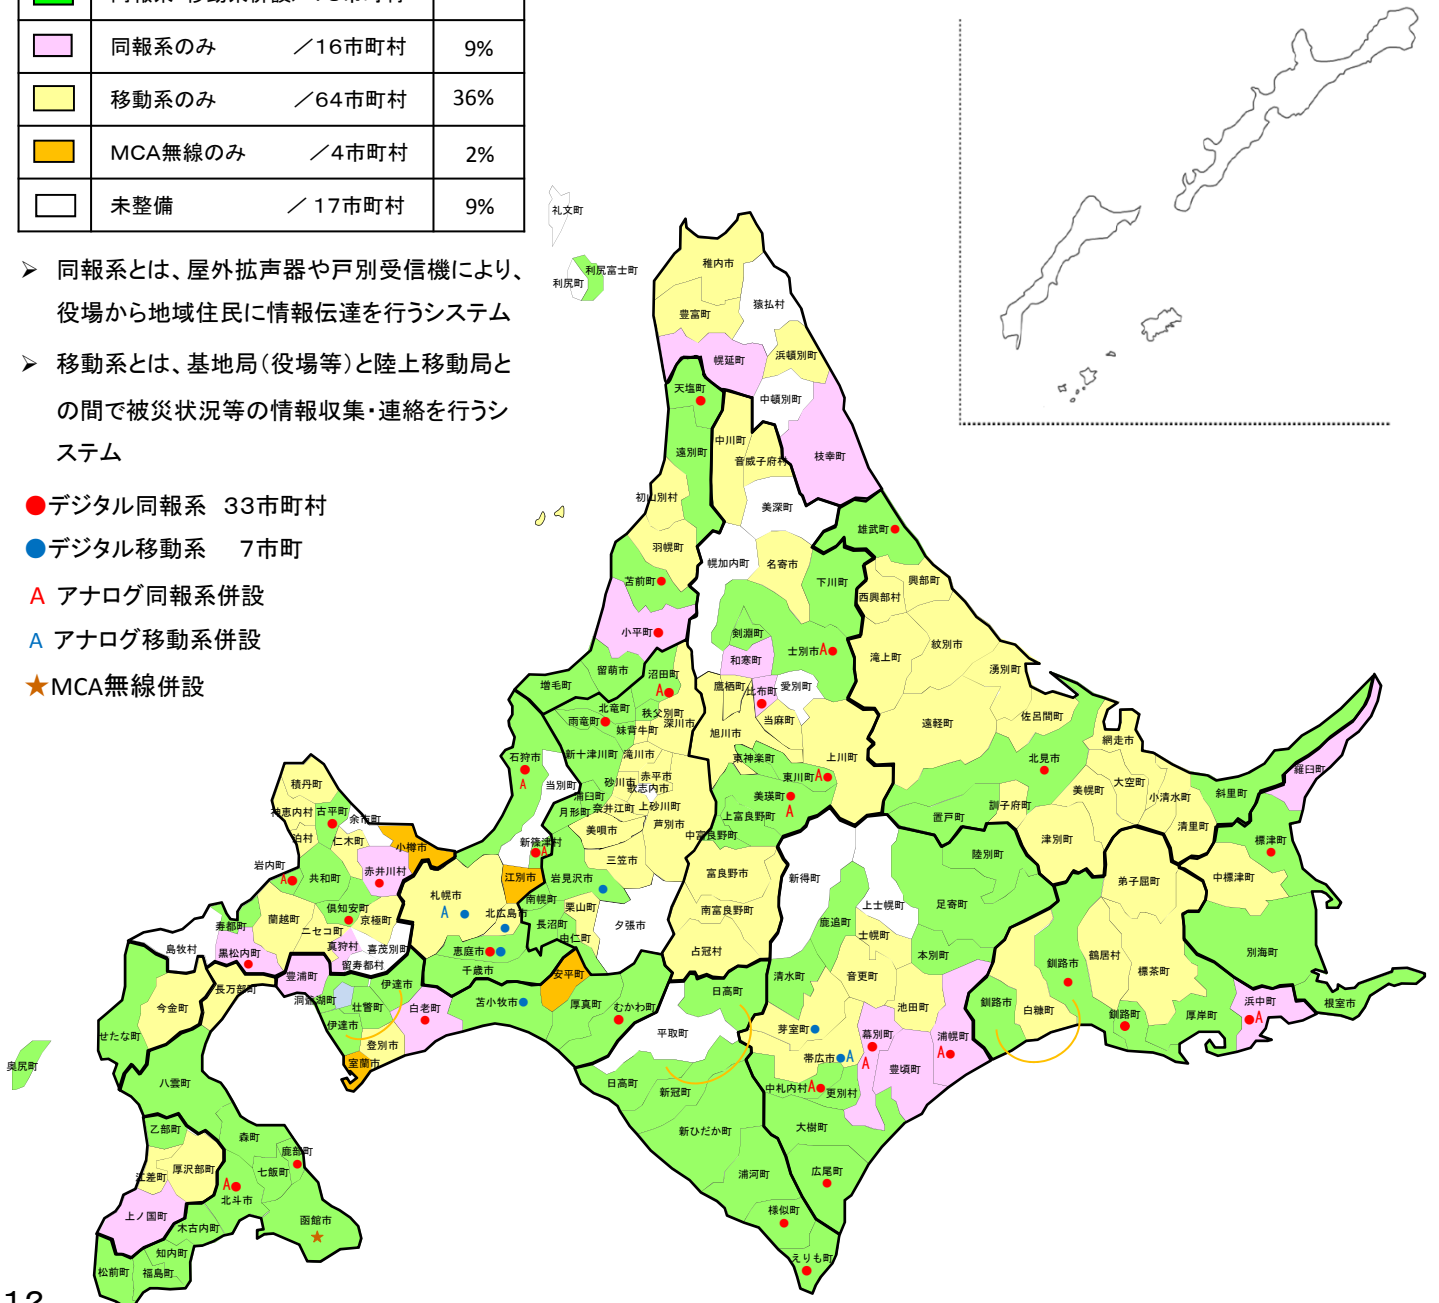 同報系のみ ／16市町村 9%
移動系のみ ／64市町村 36%
MCA無線のみ ／4市町村 2%
未整備 ／17市町村 9%
➢ 同報系とは、屋外拡声器や戸別受信機により、
役場から地域住民に情報伝達を行うシステム
➢ 移動系とは、基地局（役場等）と陸上移動局と
の間で被災状況等の情報収集・連絡を行うシ
ステム
●デジタル同報系 33市町村
●デジタル移動系 7市町
A アナログ同報系併設
A アナログ移動系併設
★MCA無線併設
礼文町
利尻富士町
利尻町
稚内市
猿払村
豊富町
浜頓別町
幌延町
天塩町
中頓別町
中川町
遠別町
音威子府村
枝幸町
初山別村
美深町
雄武町
羽幌町
幌加内町
名寄市
下川町
興部町
西興部村
苫前町
小平町
剣淵町
士別市A
和寒町
滝上町
紋別市
湧別町
留萌市
沼田町
A
増毛町
鷹栖町
比布町
愛別町
北竜町
秩父別町
雨竜町
妹背牛町
深川市
当麻町
旭川市
遠軽町
佐呂間町
網走市
石狩市
A
新十津川町
滝川市
東神楽町
上川町
北見市
当別町
砂川市
赤平市
歌志内市
東川町A
美瑛町
A
大空町
美幌町
小清水町
斜里町
羅臼町
浦臼町
月形町
奈井江町
上砂川町
芦別市
上富良野町
中富良野町
置戸町
訓子府町
津別町
清里町
標津町
積丹町
神恵内村
古平町
余市町
泊村
仁木町
小樽市
美唄市
新篠津村
A
三笠市
富良野市
新得町
陸別町
岩内町
A
共和町
赤井川村
江別市
岩見沢市
札幌市
A
南幌町
栗山町
北広島市
長沼町
由仁町
夕張市
南富良野町
上士幌町
足寄町
弟子屈町
中標津町
倶知安町
京極町
蘭越町
ニセコ町
真狩村
喜茂別町
留寿都村
寿都町
島牧村
黒松内町
恵庭市
千歳市
安平町
占冠村
鹿追町
士幌町
本別町
鶴居村
標茶町
別海町
釧路市
豊浦町
洞爺湖町
壮瞥町
伊達市
伊達市
白老町
苫小牧市
厚真町
むかわ町
日高町
清水町
音更町
池田町
釧路市
白糠町
釧路町
厚岸町
浜中町
A
根室市
長万部町
今金町
せたな町
登別市
室蘭市
平取町
芽室町
帯広市
A
幕別町
A
浦幌町
A
豊頃町
奥尻町
八雲町
日高町
新冠町
中札内村A
更別村
新ひだか町
大樹町
乙部町
森町
鹿部町
厚沢部町
七飯町
江差町
A
北斗市
浦河町
広尾町
上ノ国町
木古内町
函館市
様似町
知内町
松前町
福島町
えりも町